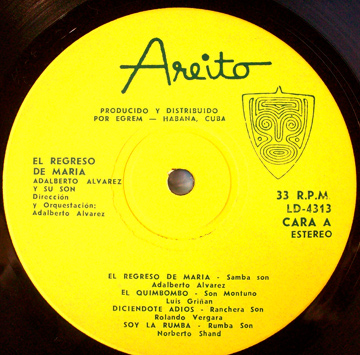 Areito
PRODUCIDO Y DISTRIBUIDO
POR EGREM — HABANA, CUBA
EL REGRESO
DE MARIA
ADALBERTO ALVAREZ
Y SU SON
Dirección
y Orquestación:
Adalberto Alvarez
33 R.P.M
LD-4313
CARA A
ESTEREO
EL REGRESO DE MARIA - Samba son
Adalberto Alvarez
EL QUIMBOMBO - Son Montuno
Luis Griñan
DICIENDOTE ADIOS - Ranchera Son
Rolando Vergara
SOY LA RUMBA - Rumba Son
Norberto Shand